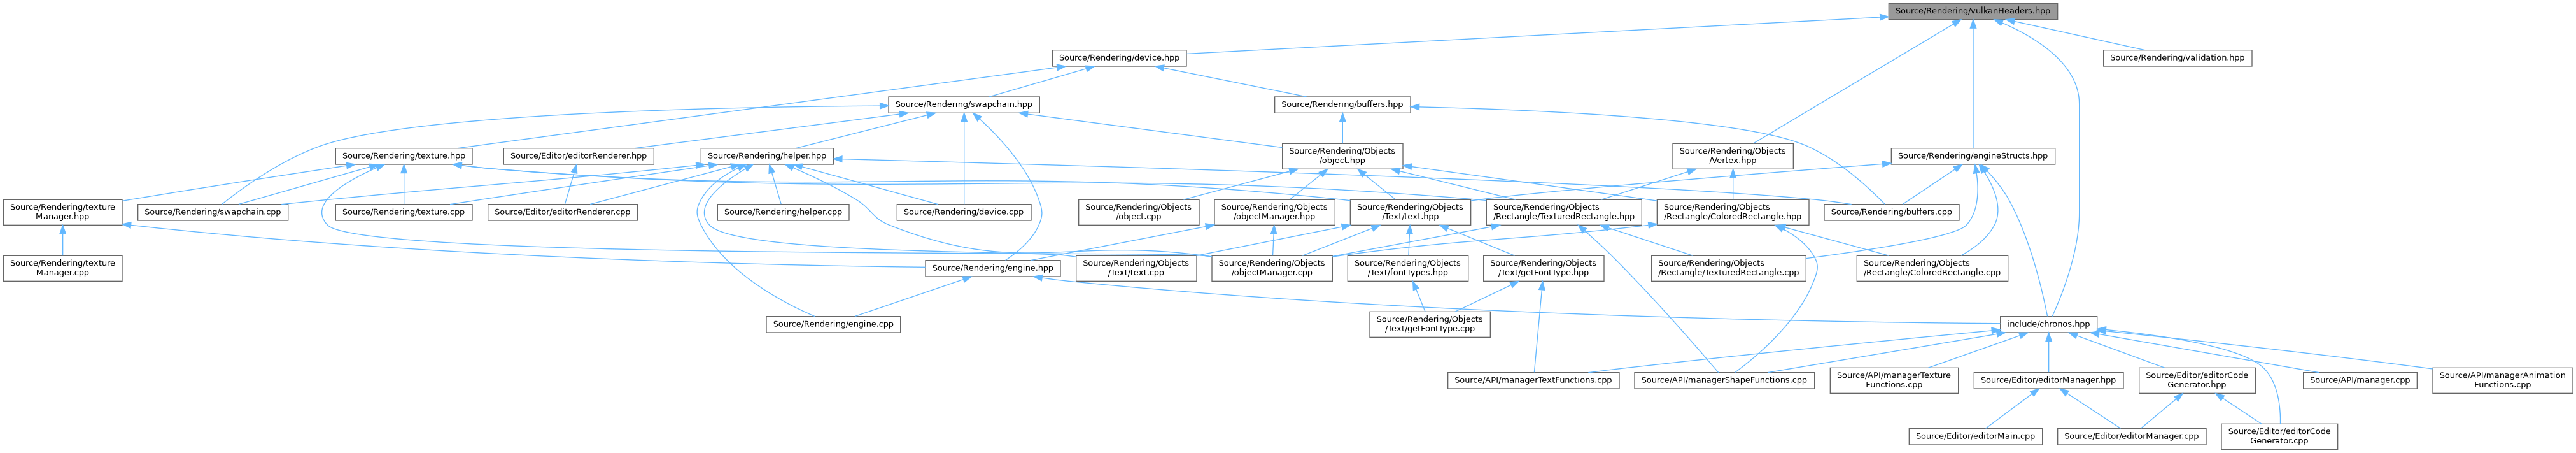 Source/Rendering/vulkanHeaders.hpp
Source/Rendering/device.hpp
Source/Rendering/validation.hpp
Source/Rendering/swapchain.hpp
Source/Rendering/buffers.hpp
Source/Rendering/texture.hpp
Source/Editor/editorRenderer.hpp
Source/Rendering/helper.hpp
Source/Rendering/Objects
/object.hpp
Source/Rendering/Objects
/Vertex.hpp
Source/Rendering/engineStructs.hpp
Source/Rendering/texture
Manager.hpp
Source/Rendering/swapchain.cpp
Source/Rendering/texture.cpp
Source/Editor/editorRenderer.cpp
Source/Rendering/helper.cpp
Source/Rendering/device.cpp
Source/Rendering/Objects
/object.cpp
Source/Rendering/Objects
/objectManager.hpp
Source/Rendering/Objects
/Text/text.hpp
Source/Rendering/Objects
/Rectangle/TexturedRectangle.hpp
Source/Rendering/Objects
/Rectangle/ColoredRectangle.hpp
Source/Rendering/buffers.cpp
Source/Rendering/texture
Manager.cpp
Source/Rendering/engine.hpp
Source/Rendering/Objects
/Text/text.cpp
Source/Rendering/Objects
/objectManager.cpp
Source/Rendering/Objects
/Text/fontTypes.hpp
Source/Rendering/Objects
/Text/getFontType.hpp
Source/Rendering/Objects
/Rectangle/TexturedRectangle.cpp
Source/Rendering/Objects
/Rectangle/ColoredRectangle.cpp
Source/Rendering/engine.cpp
Source/Rendering/Objects
/Text/getFontType.cpp
include/chronos.hpp
Source/API/managerTextFunctions.cpp
Source/API/managerShapeFunctions.cpp
Source/API/managerTexture
Functions.cpp
Source/Editor/editorManager.hpp
Source/Editor/editorCode
Generator.hpp
Source/API/manager.cpp
Source/API/managerAnimation
Functions.cpp
Source/Editor/editorMain.cpp
Source/Editor/editorManager.cpp
Source/Editor/editorCode
Generator.cpp